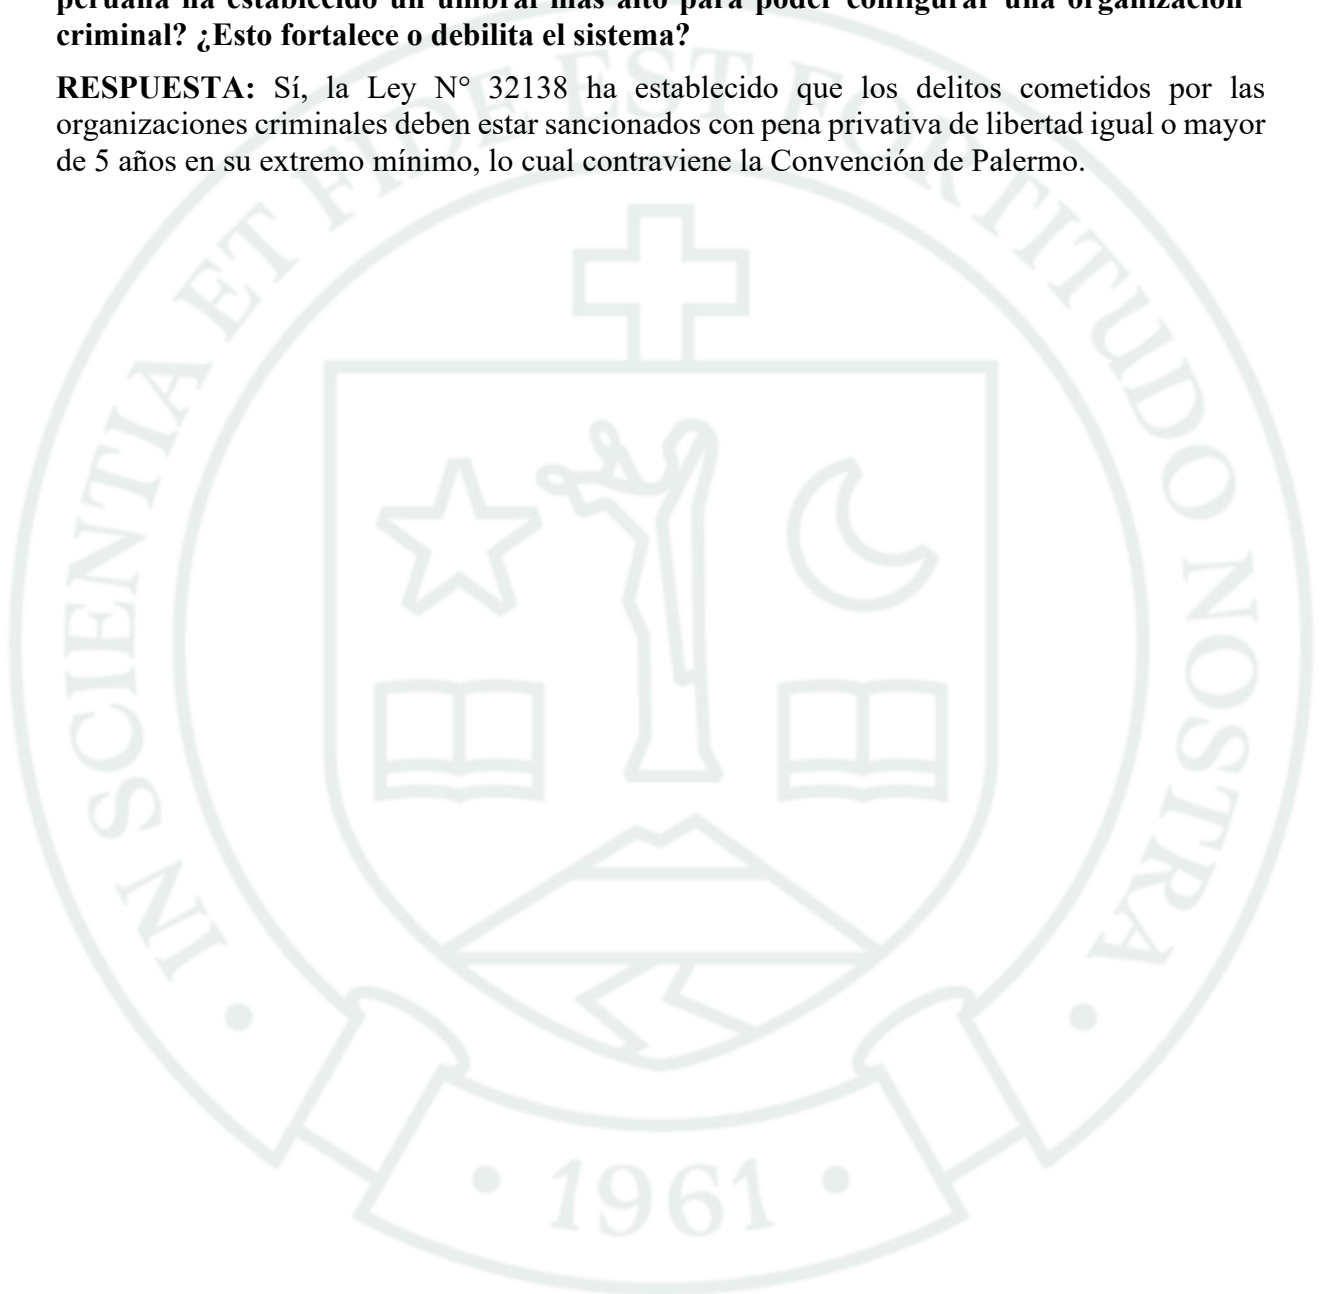 peruana ha establecido un umbral más alto para poder configurar una organización
criminal? ¿Esto fortalece o debilita el sistema?
RESPUESTA: Sí, la Ley N° 32138 ha establecido que los delitos cometidos por las
organizaciones criminales deben estar sancionados con pena privativa de libertad igual o mayor
de 5 años en su extremo mínimo, lo cual contraviene la Convención de Palermo.
IN SCIENTIA ET FIDE EST FORTITUDO NOSTRA
• 1961 •